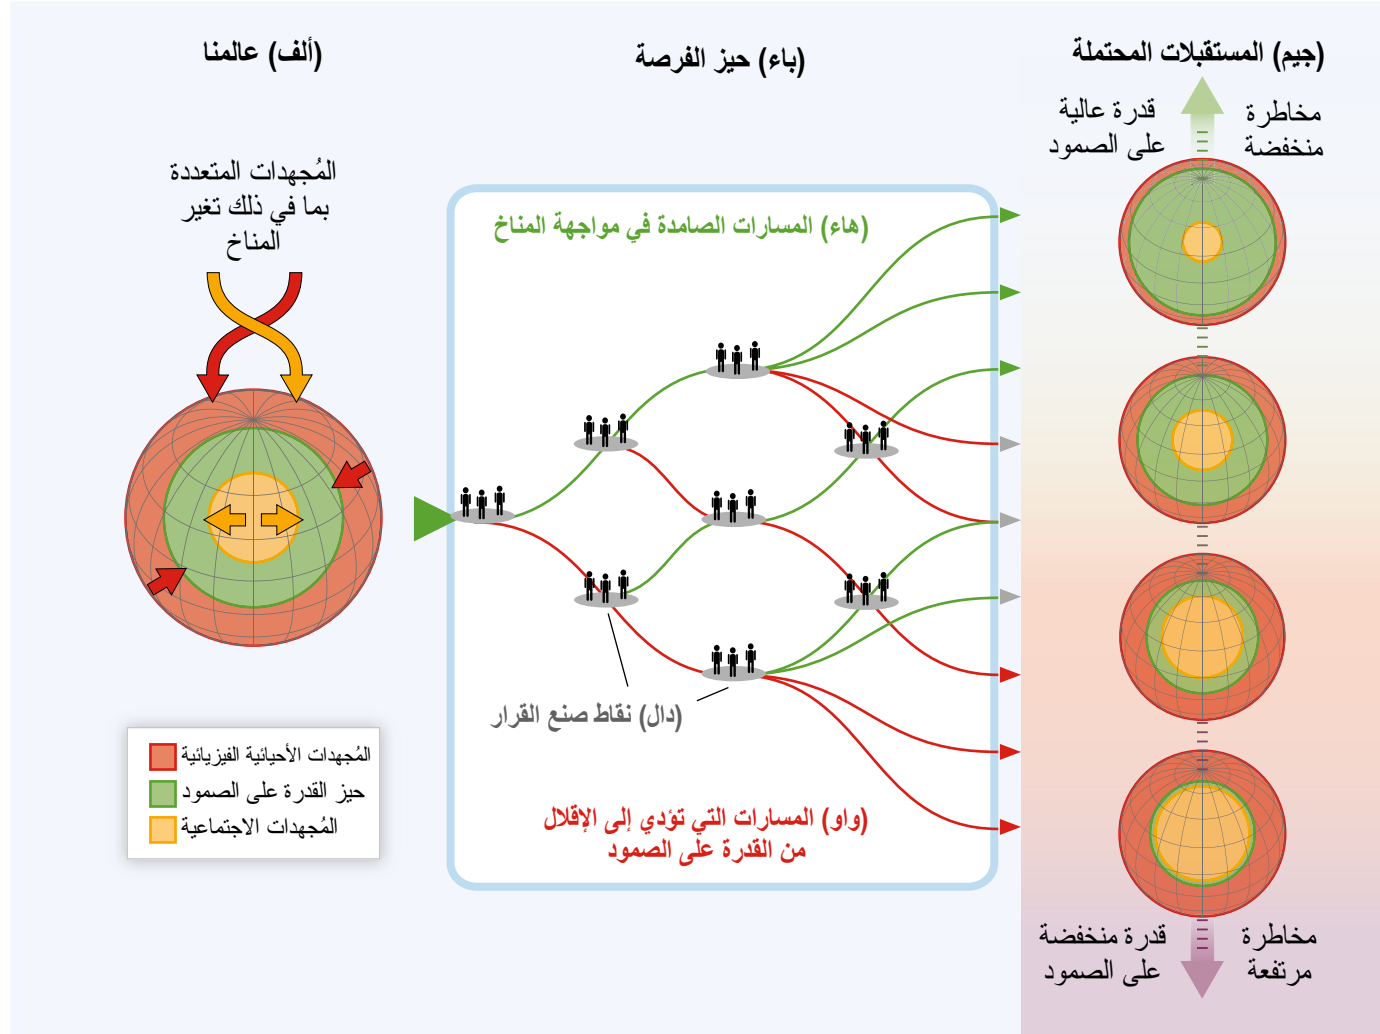 (ألف) عالمنا
المُجهدات المتعددة
بما في ذلك تغير
المناخ
المُجهدات الأحيائية الفيزيائية
حيز القدرة على الصمود
المُجهدات الاجتماعية
(باء) حيز الفرصة
(هاء) المسارات الصامدة في مواجهة المناخ
(دال) نقاط صنع القرار
(واو) المسارات التي تؤدي إلى الإقلال
من القدرة على الصمود
(جيم) المستقبلات المحتملة
مخاطرة
منخفضة
قدرة عالية
على الصمود
مخاطرة
مرتفعة
قدرة منخفضة
على الصمود